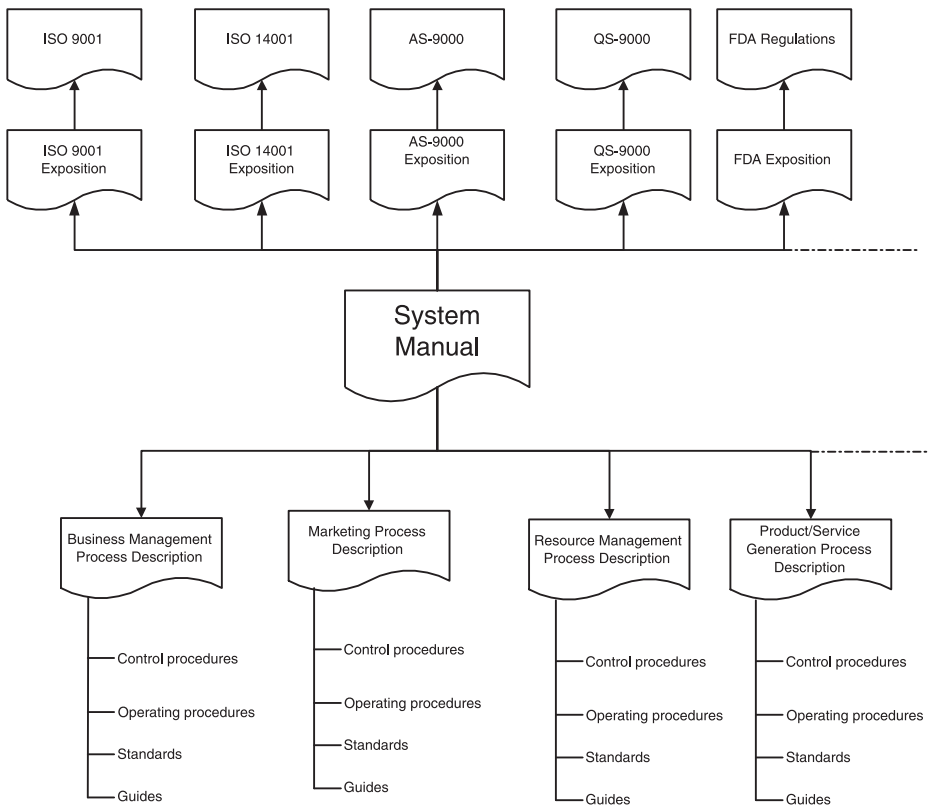 ISO 9001
ISO 14001
AS-9000
QS-9000
FDA Regulations
ISO 9001
Exposition
ISO 14001
Exposition
AS-9000
Exposition
QS-9000
Exposition
FDA Exposition
System
Manual
Business Management
Process Description
Marketing Process
Description
Resource Management
Process Description
Product/Service
Generation Process
Description
Control procedures
Operating procedures
Standards
Guides
Control procedures
Operating procedures
Standards
Guides
Control procedures
Operating procedures
Standards
Guides
Control procedures
Operating procedures
Standards
Guides